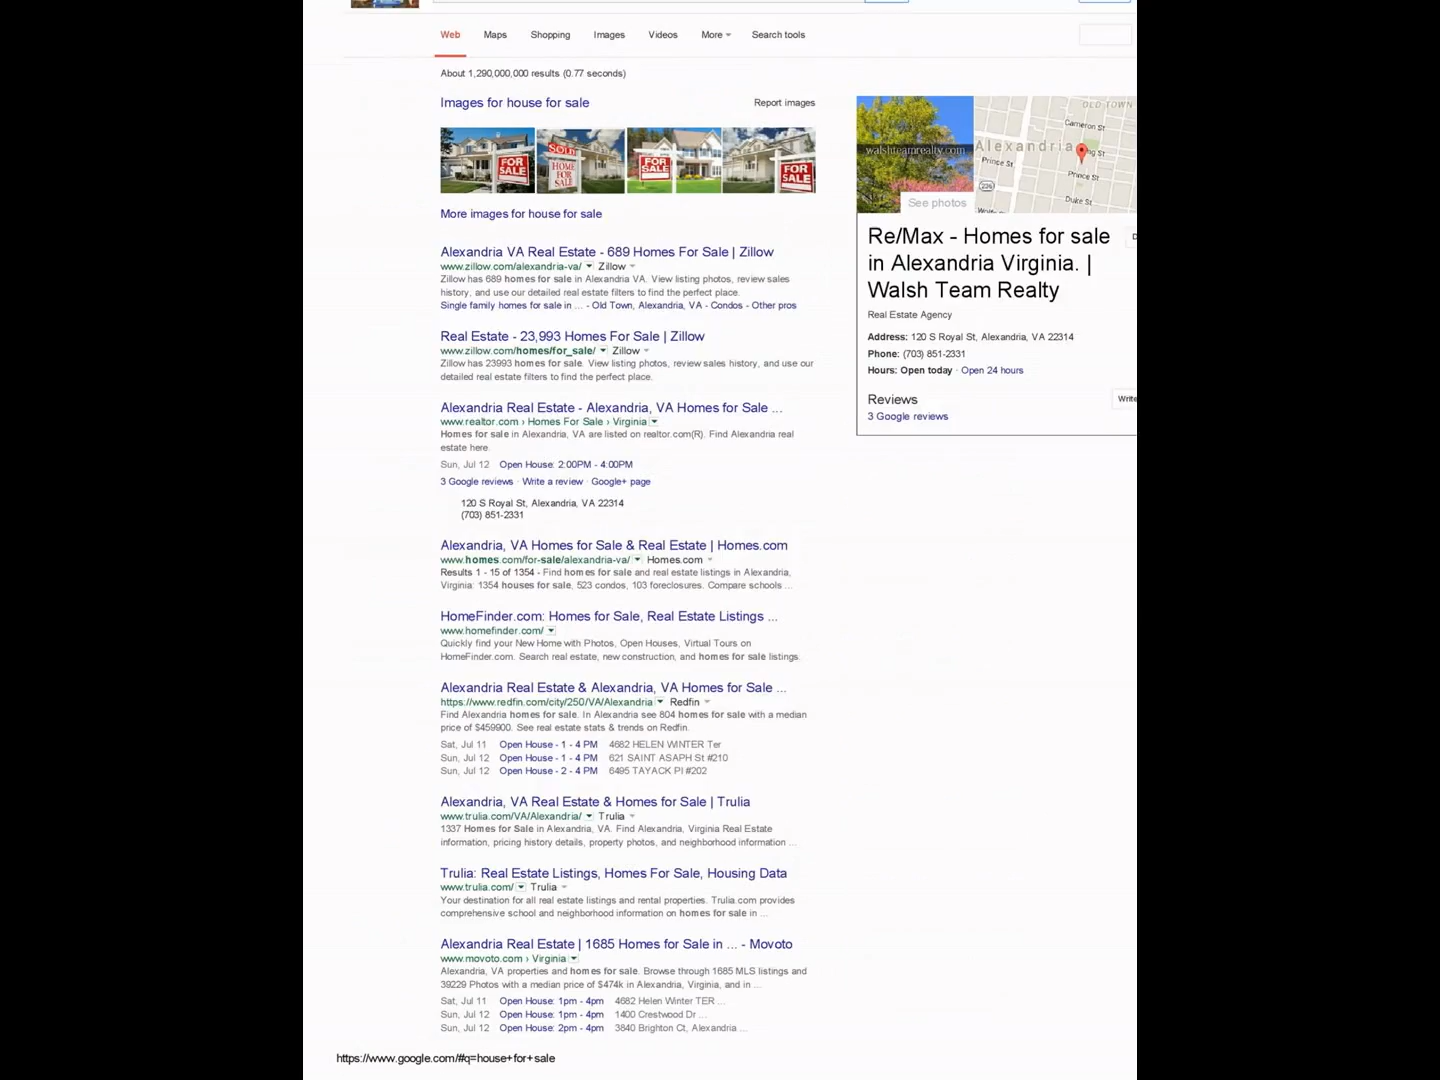 Web Maps Shopping Images Videos More Search tools
About 1,290,000,000 results (0.77 seconds)
Images for house for sale Report images
FOR SALE
SOLD
HOME FOR SALE
FOR SALE
FOR SALE
More images for house for sale
Alexandria VA Real Estate - 689 Homes For Sale | Zillow
www.zillow.com/alexandria-va/ Zillow
Zillow has 689 homes for sale in Alexandria VA. View listing photos, review sales
history, and use our detailed real estate filters to find the perfect place.
Single family homes for sale in ... - Old Town, Alexandria, VA - Condos - Other pros
Real Estate - 23,993 Homes For Sale | Zillow
www.zillow.com/homes/for_sale/ Zillow
Zillow has 23993 homes for sale. View listing photos, review sales history, and use our
detailed real estate filters to find the perfect place.
Alexandria Real Estate - Alexandria, VA Homes for Sale ...
www.realtor.com › Homes For Sale › Virginia
Homes for sale in Alexandria, VA are listed on realtor.com(R). Find Alexandria real
estate here.
Sun, Jul 12 Open House: 2:00PM - 4:00PM
3 Google reviews · Write a review · Google+ page
120 S Royal St, Alexandria, VA 22314
(703) 851-2331
Alexandria, VA Homes for Sale & Real Estate | Homes.com
www.homes.com/for-sale/alexandria-va/ Homes.com
Results 1 - 15 of 1354 - Find homes for sale and real estate listings in Alexandria,
Virginia: 1354 houses for sale, 523 condos, 103 foreclosures. Compare schools ...
HomeFinder.com: Homes for Sale, Real Estate Listings ...
www.homefinder.com/
Quickly find your New Home with Photos, Open Houses, Virtual Tours on
HomeFinder.com. Search real estate, new construction, and homes for sale listings.
Alexandria Real Estate & Alexandria, VA Homes for Sale ...
https://www.redfin.com/city/250/VA/Alexandria Redfin
Find Alexandria homes for sale. In Alexandria see 804 homes for sale with a median
price of $459900. See real estate stats & trends on Redfin.
Sat, Jul 11 Open House - 1 - 4 PM 4682 HELEN WINTER Ter
Sun, Jul 12 Open House - 1 - 4 PM 621 SAINT ASAPH St #210
Sun, Jul 12 Open House - 2 - 4 PM 6495 TAYACK Pl #202
Alexandria, VA Real Estate & Homes for Sale | Trulia
www.trulia.com/VA/Alexandria/ Trulia
1337 Homes for Sale in Alexandria, VA. Find Alexandria, Virginia Real Estate
information, pricing history details, property photos, and neighborhood information ...
Trulia: Real Estate Listings, Homes For Sale, Housing Data
www.trulia.com/ Trulia
Your destination for all real estate listings and rental properties. Trulia.com provides
comprehensive school and neighborhood information on homes for sale in ...
Alexandria Real Estate | 1685 Homes for Sale in ... - Movoto
www.movoto.com › Virginia
Alexandria, VA properties and homes for sale. Browse through 1685 MLS listings and
39229 Photos with a median price of $474k in Alexandria, Virginia, and in ...
Sat, Jul 11 Open House: 1pm - 4pm 4682 Helen Winter TER ...
Sun, Jul 12 Open House: 1pm - 4pm 1400 Crestwood Dr ...
Sun, Jul 12 Open House: 2pm - 4pm 3840 Brighton Ct, Alexandria ...
https://www.google.com/#q=house+for+sale
OLD TOWN
Cameron St
walshteamrealty.com Alexandria
Prince St
Prince St
236
Duke St
See photos
Re/Max - Homes for sale
in Alexandria Virginia. |
Walsh Team Realty
Real Estate Agency
Address: 120 S Royal St, Alexandria, VA 22314
Phone: (703) 851-2331
Hours: Open today · Open 24 hours
Reviews Write
3 Google reviews